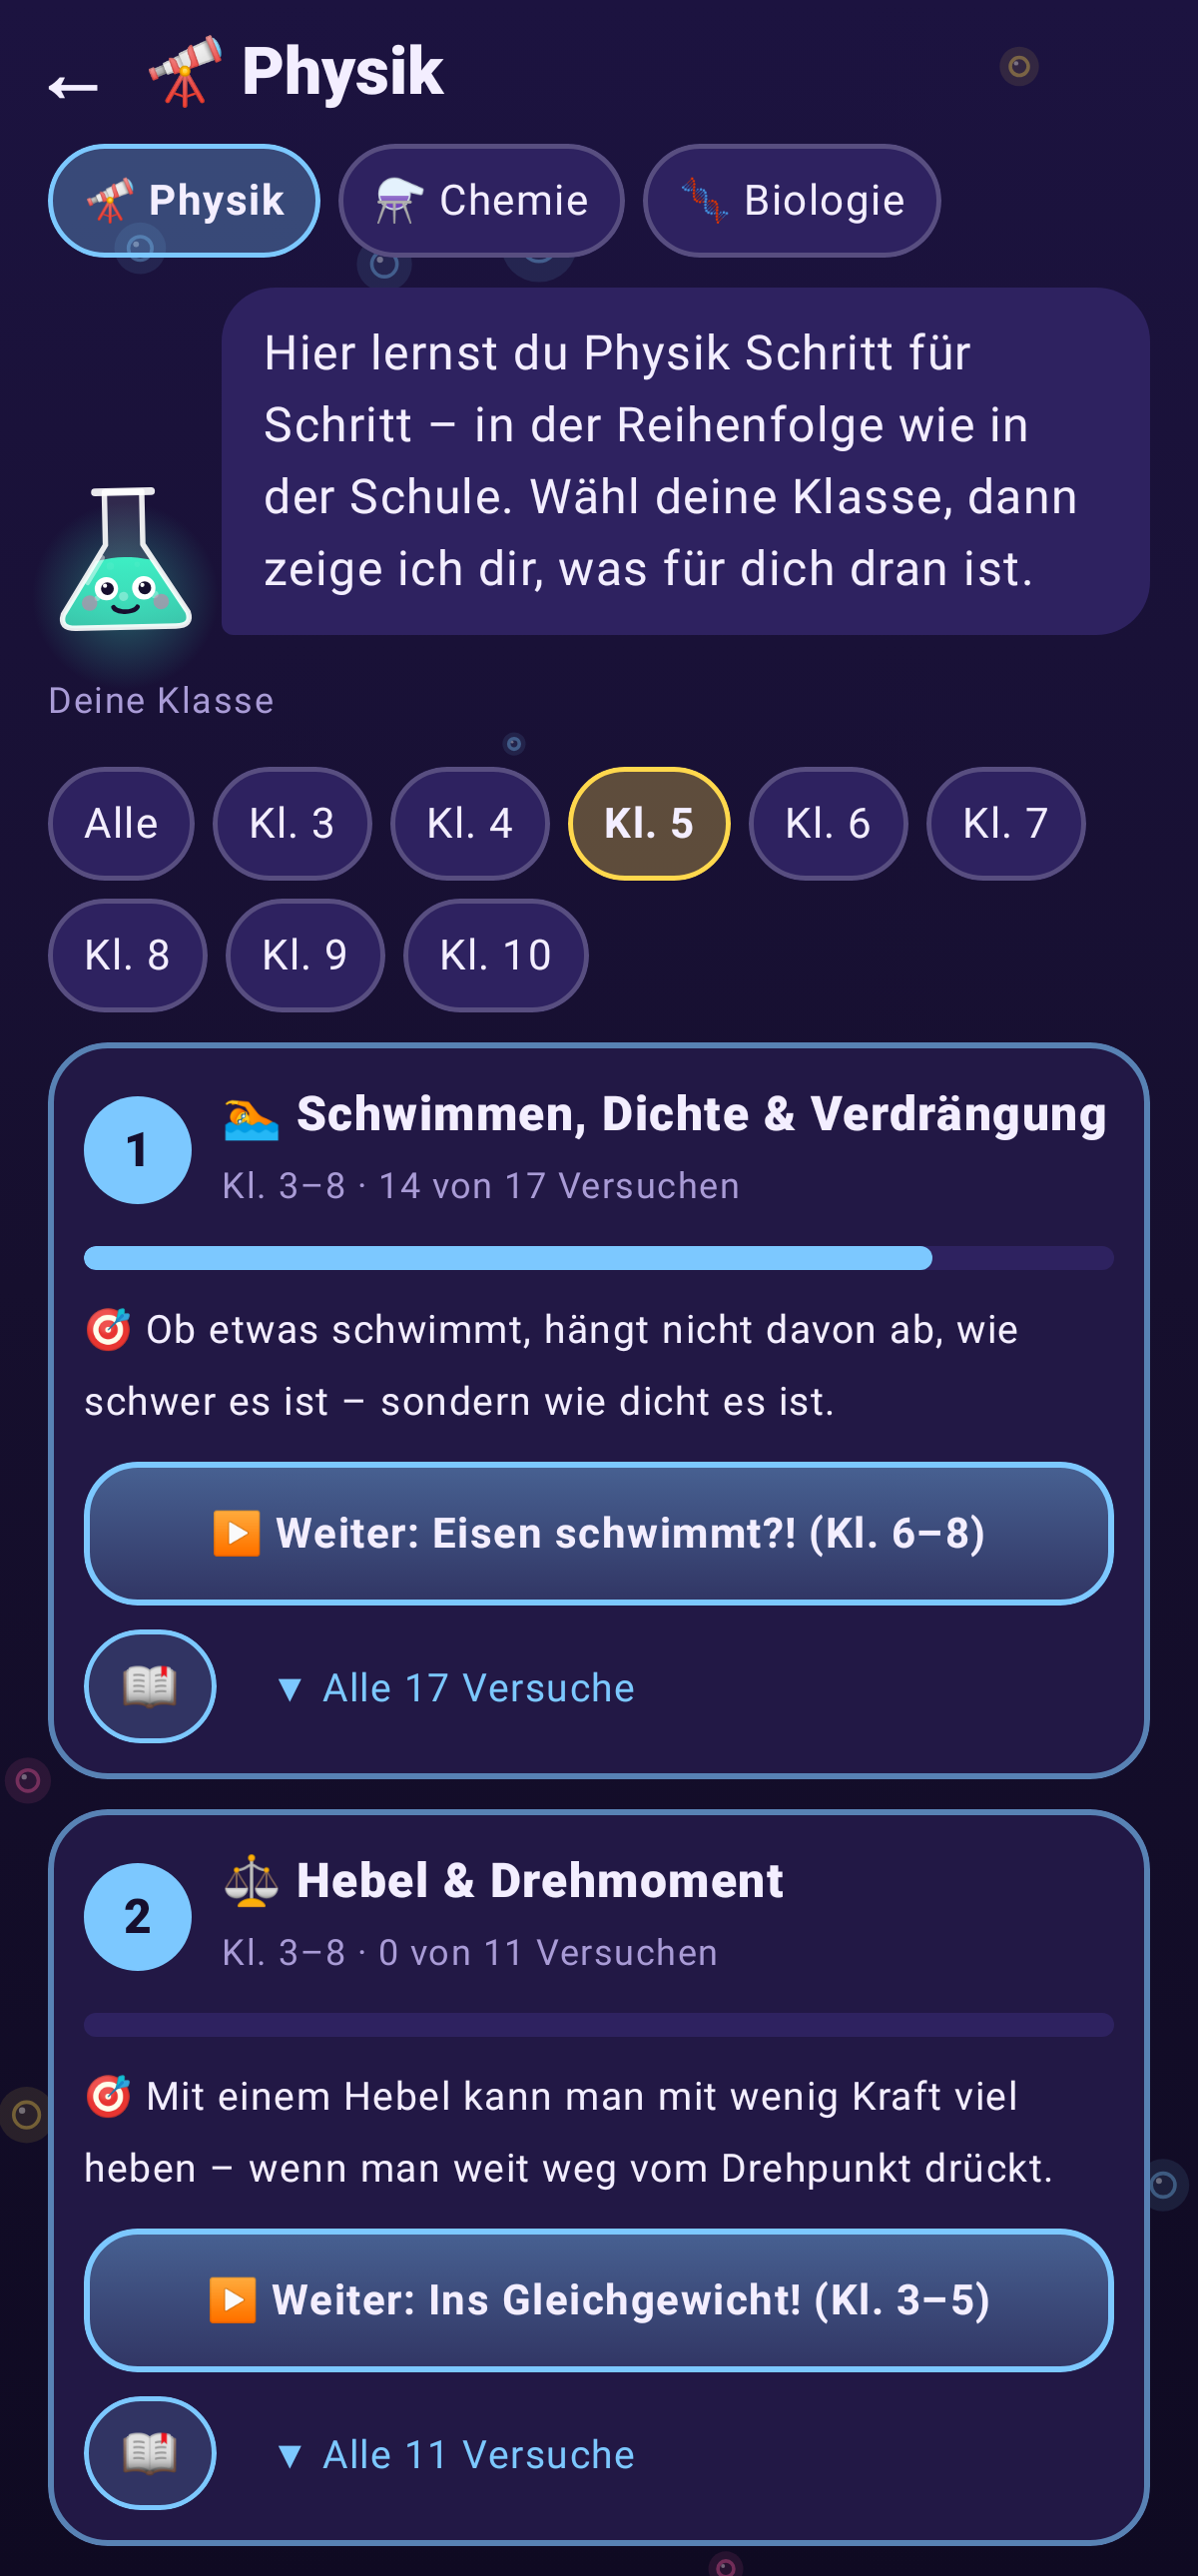 ← Physik
Physik
Chemie
Biologie
Hier lernst du Physik Schritt für
Schritt – in der Reihenfolge wie in
der Schule. Wähl deine Klasse, dann
zeige ich dir, was für dich dran ist.
Deine Klasse
Alle
Kl. 3
Kl. 4
Kl. 5
Kl. 6
Kl. 7
Kl. 8
Kl. 9
Kl. 10
1
Schwimmen, Dichte & Verdrängung
Kl. 3–8 · 14 von 17 Versuchen
Ob etwas schwimmt, hängt nicht davon ab, wie
schwer es ist – sondern wie dicht es ist.
Weiter: Eisen schwimmt?! (Kl. 6–8)
▼ Alle 17 Versuche
2
Hebel & Drehmoment
Kl. 3–8 · 0 von 11 Versuchen
Mit einem Hebel kann man mit wenig Kraft viel
heben – wenn man weit weg vom Drehpunkt drückt.
Weiter: Ins Gleichgewicht! (Kl. 3–5)
▼ Alle 11 Versuche